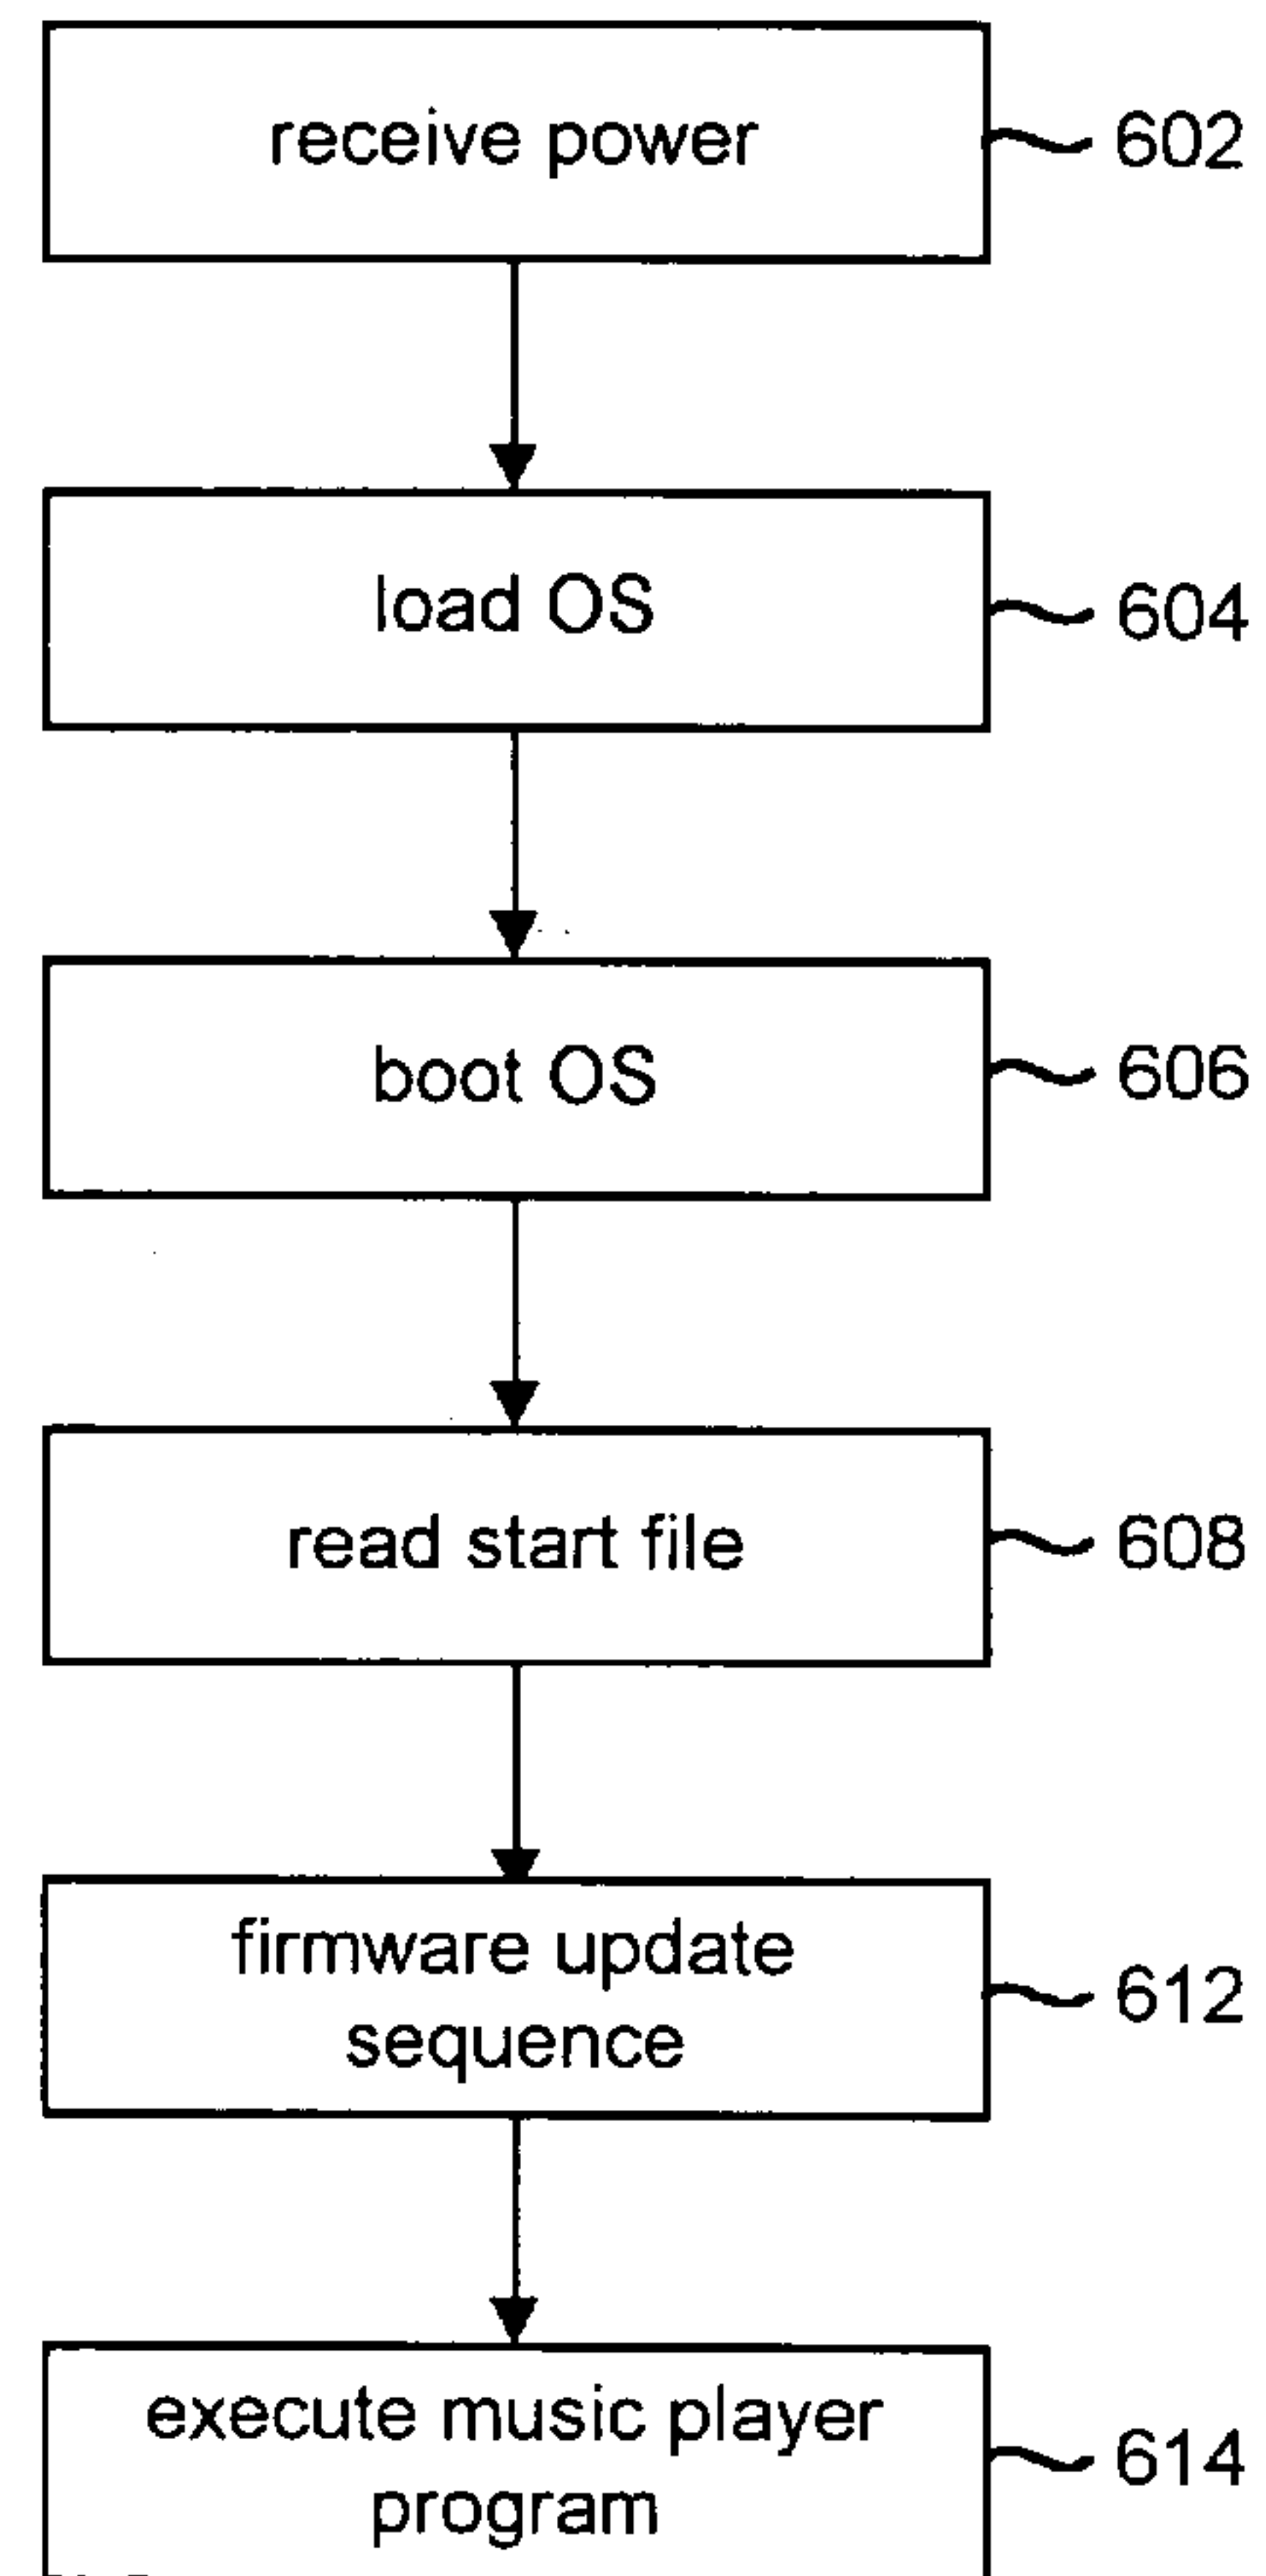 receive power
602
load OS
604
boot OS
606
read start file
608
firmware update
sequence
612
execute music player
program
614